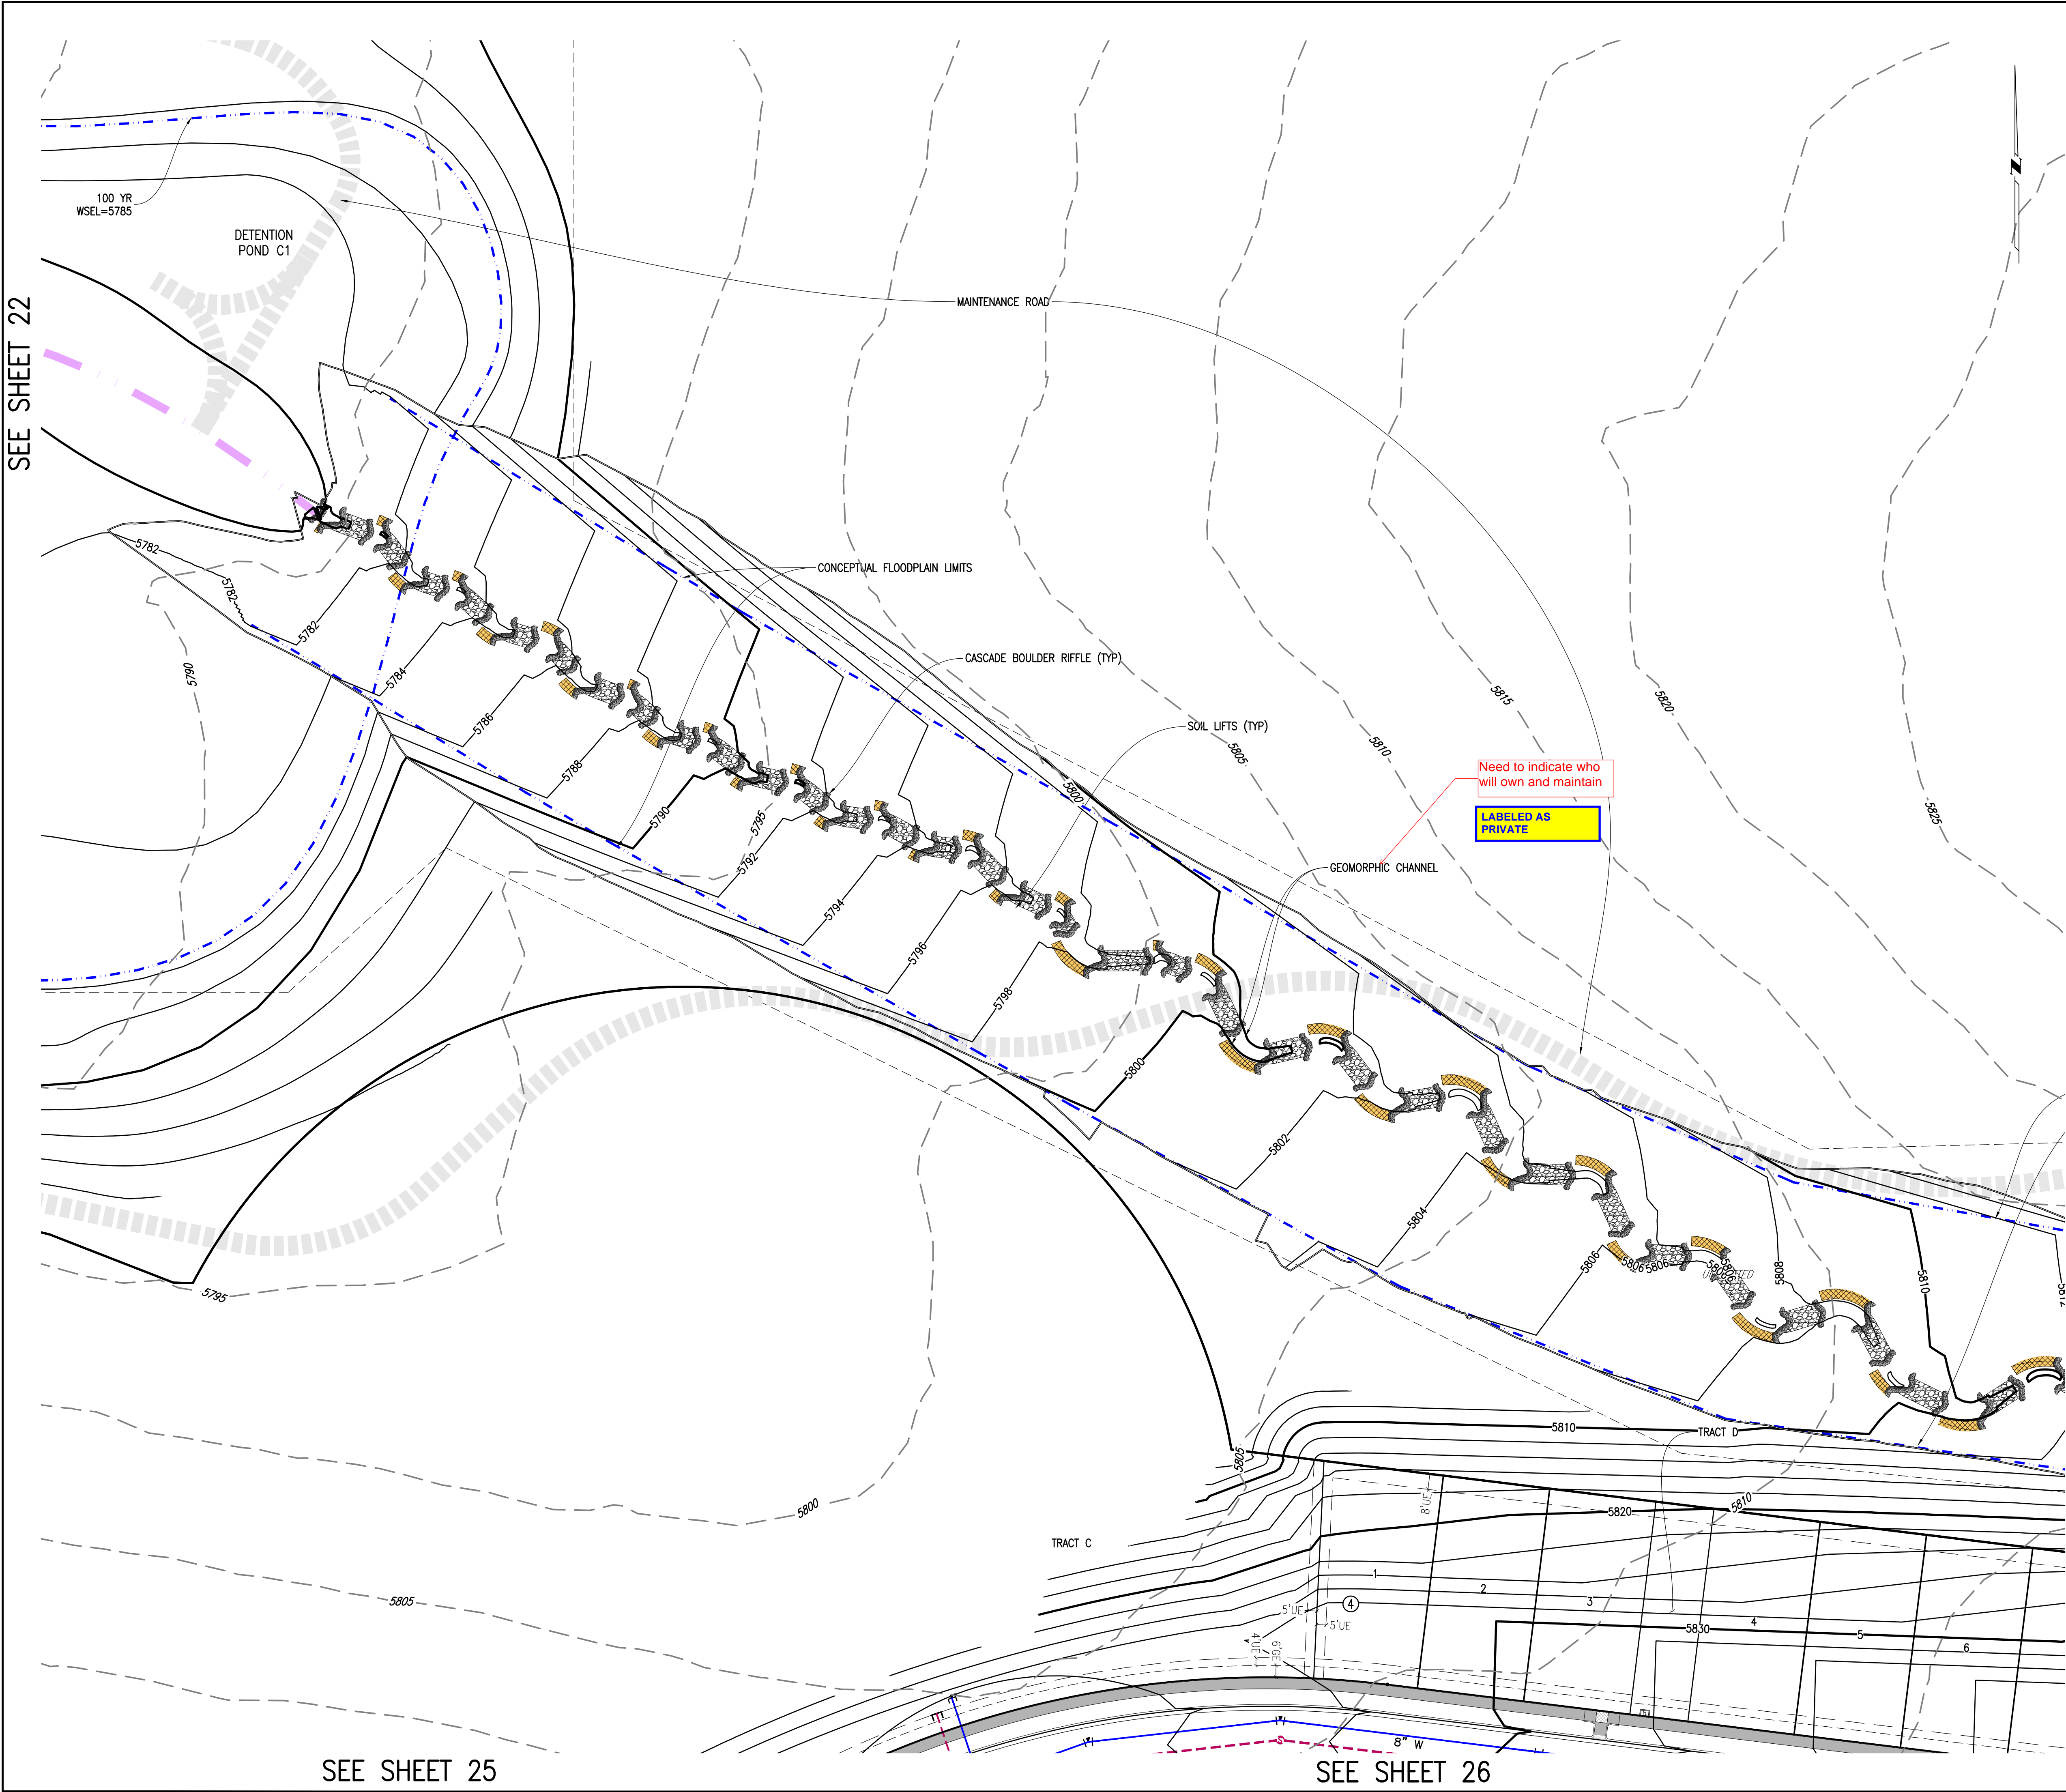 100 YR
WSEL=5785
DETENTION
POND C1
SEE SHEET 22
MAINTENANCE ROAD
CONCEPTUAL FLOODPLAIN LIMITS
CASCADE BOULDER RIFFLE (TYP)
SOIL LIFTS (TYP)
Need to indicate who
will own and maintain
LABELED AS
PRIVATE
GEOMORPHIC CHANNEL
5782
5782
5782
5784
5786
5788
5790
5790
5792
5795
5794
5796
5798
5800
5800
5802
5804
5806
5806
5806
5806
5808
5810
5812
5805
5810
5815
5820
5825
5795
5800
5805
5805
5810
TRACT D
5810
5820
5830
TRACT C
8'UE
5'UE
5'UE
4'UE
6'GE
4
1
2
3
4
5
6
E
S
8" W
SEE SHEET 25
SEE SHEET 26